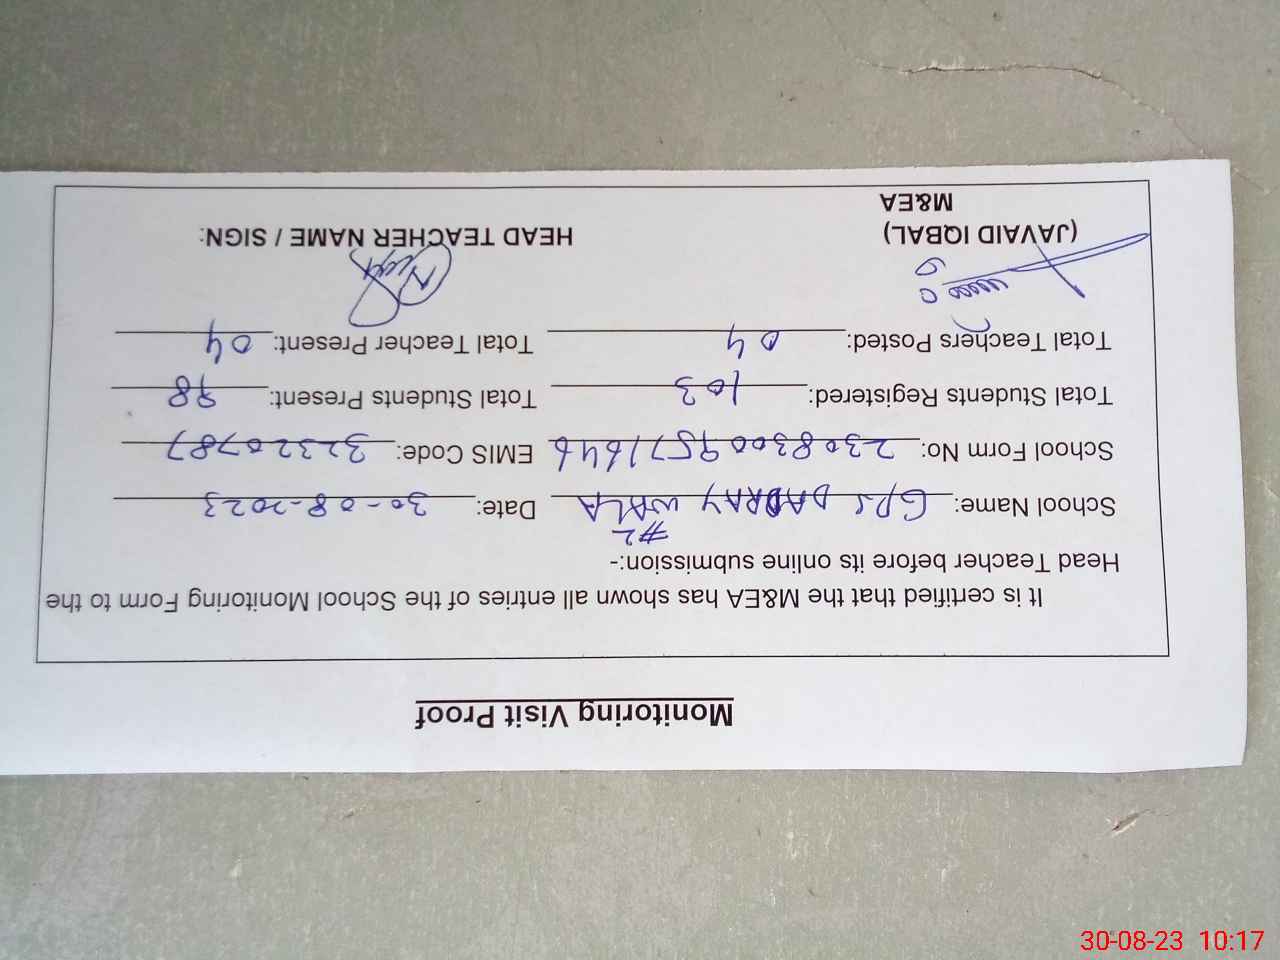 Monitoring Visit Proof
It is certified that the M&EA has shown all entries of the School Monitoring Form to the
Head Teacher before its online submission:-
#2
School Name: GPS WALA Date: 30-08-2023
School Form No: 23083009571646 EMIS Code: 32320787
Total Students Registered: 103 Total Students Present: 98
Total Teachers Posted: 04 Total Teacher Present: 04
(JAVAID IQBAL) HEAD TEACHER NAME / SIGN:
M&EA
30-08-23 10:17